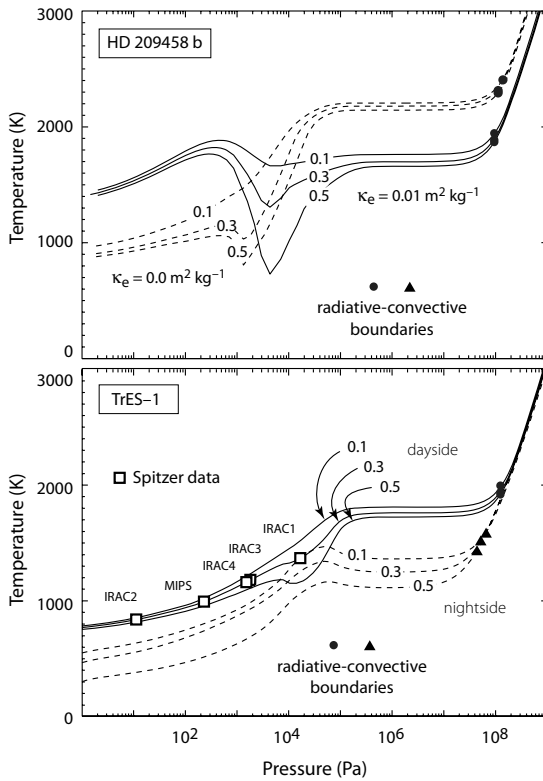 3000
HD 209458 b
2000
0.1
0.3
0.5
κe = 0.01 m² kg⁻¹
0.1
0.3
0.5
κe = 0.0 m² kg⁻¹
1000
radiative-convective
boundaries
0
Temperature (K)
3000
TrES–1
Spitzer data
0.1
0.3
0.5
dayside
2000
IRAC1
IRAC3
IRAC4
MIPS
IRAC2
0.1
0.3
0.5
nightside
1000
radiative-convective
boundaries
0
Temperature (K)
10² 10⁴ 10⁶ 10⁸
Pressure (Pa)